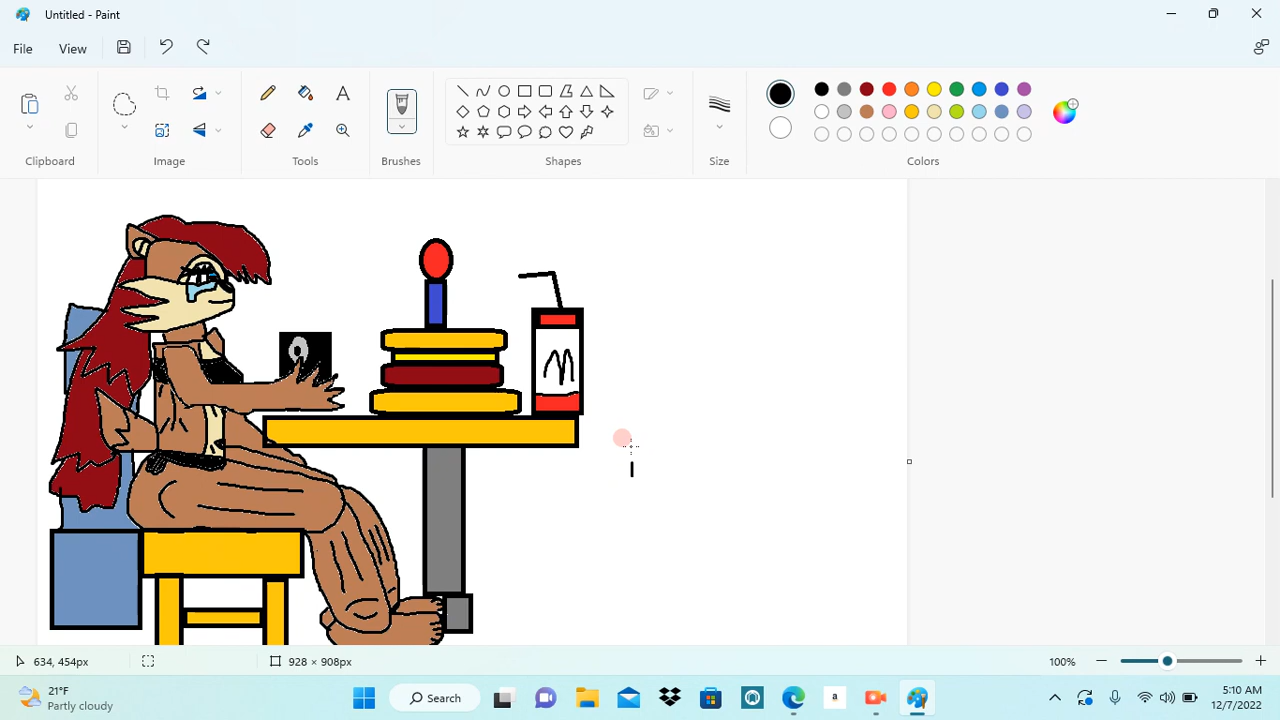 Untitled - Paint
File View
A
Clipboard Image Tools Brushes Shapes Size Colors
M
634, 454px 928 × 908px 100%
21°F
Partly cloudy
Search
a
5:10 AM
12/7/2022